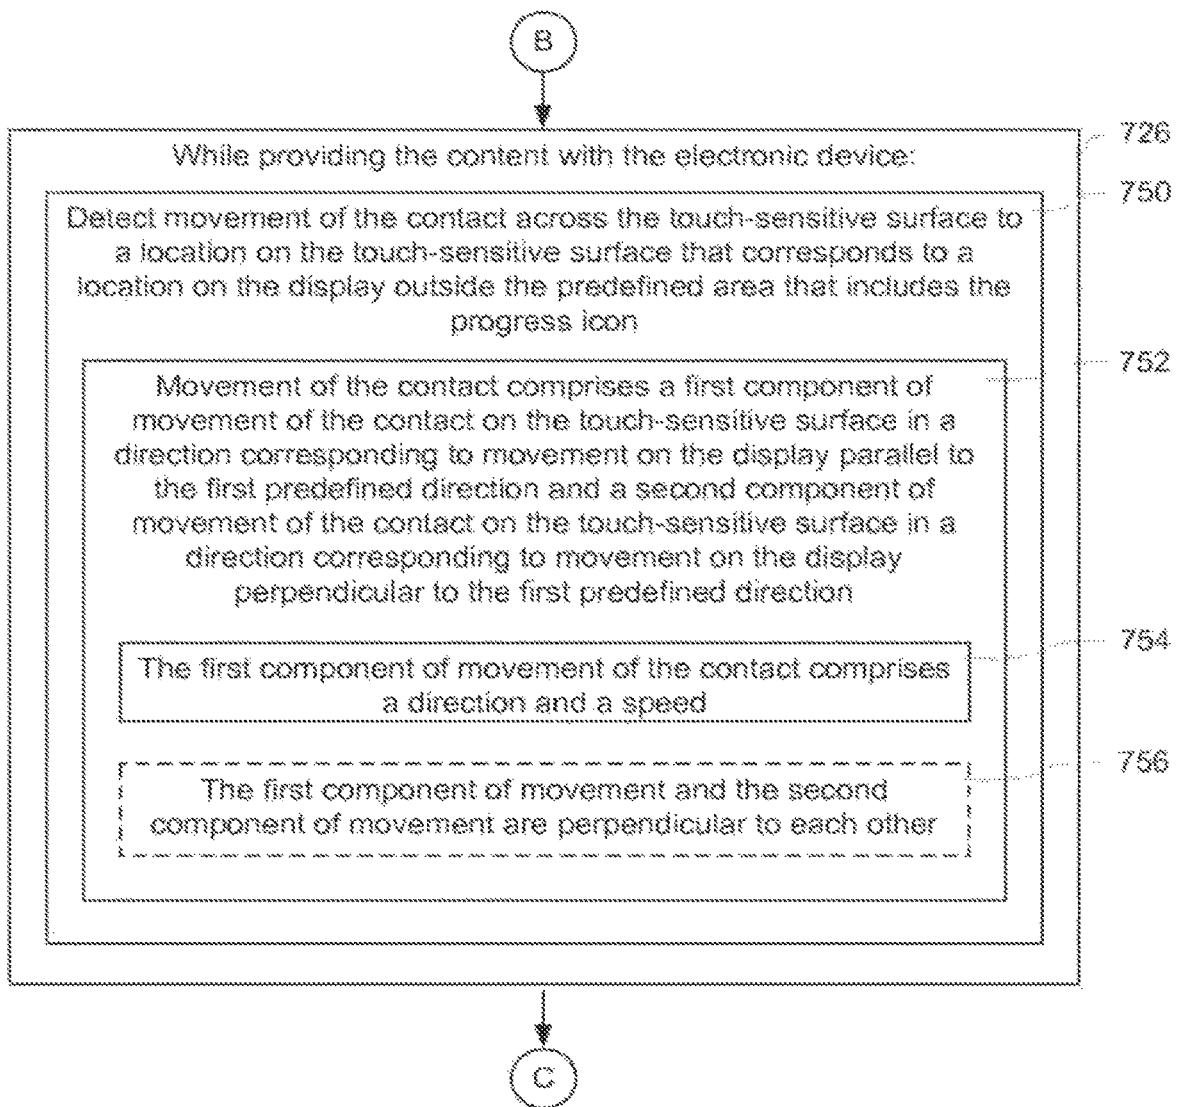 B
726
While providing the content with the electronic device:
750
Detect movement of the contact across the touch-sensitive surface to
a location on the touch-sensitive surface that corresponds to a
location on the display outside the predefined area that includes the
progress icon
752
Movement of the contact comprises a first component of
movement of the contact on the touch-sensitive surface in a
direction corresponding to movement on the display parallel to
the first predefined direction and a second component of
movement of the contact on the touch-sensitive surface in a
direction corresponding to movement on the display
perpendicular to the first predefined direction
754
The first component of movement of the contact comprises
a direction and a speed
756
The first component of movement and the second
component of movement are perpendicular to each other
C